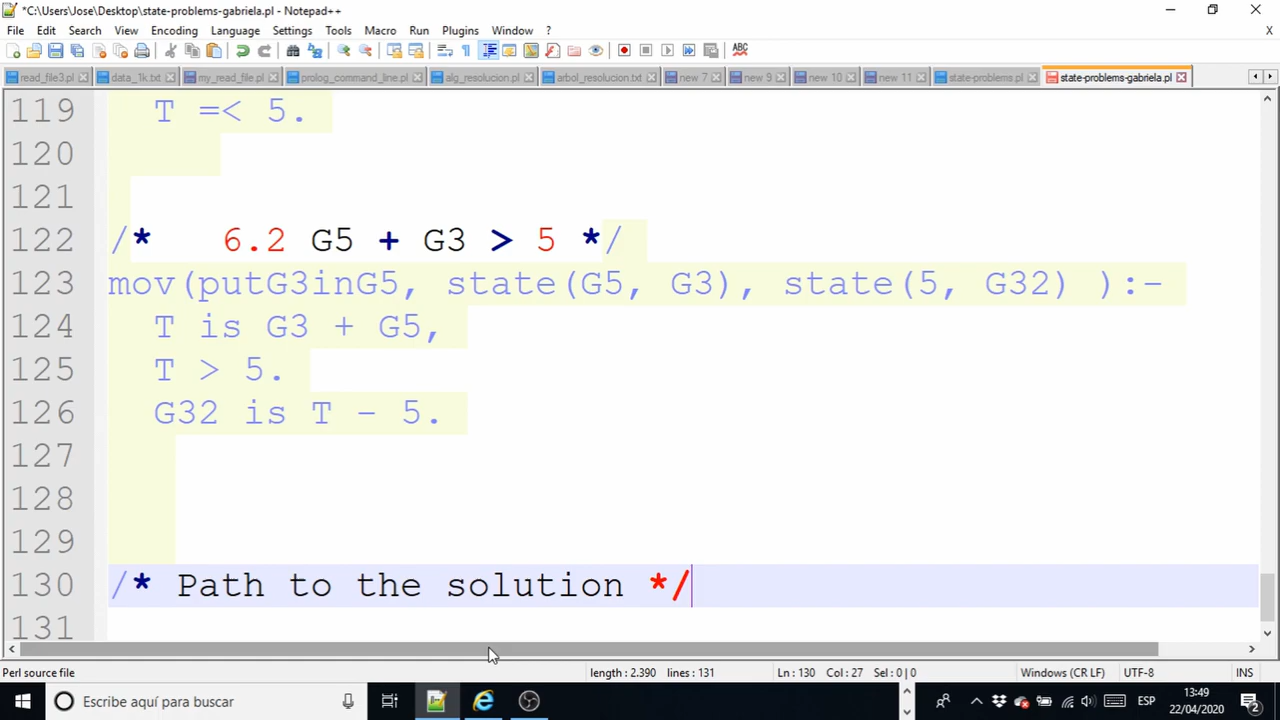 *C:\Users\Jose\Desktop\state-problems-gabriela.pl - Notepad++
File Edit Search View Encoding Language Settings Tools Macro Run Plugins Window ? X
read_file3.pl data_1k.txt my_read_file.pl prolog_command_line.pl alg_resolucion.pl arbol_resolucion.txt new 7 new 9 new 10 new 11 state-problems.pl state-problems-gabriela.pl
119 T =< 5.
120
121
122 /* 6.2 G5 + G3 > 5 */
123 mov(putG3inG5, state(G5, G3), state(5, G32) ):-
124 T is G3 + G5,
125 T > 5.
126 G32 is T - 5.
127
128
129
130 /* Path to the solution */
131
Perl source file length : 2.390 lines : 131 Ln : 130 Col : 27 Sel : 0 | 0 Windows (CR LF) UTF-8 INS
Escribe aquí para buscar ESP 13:49
22/04/2020 2